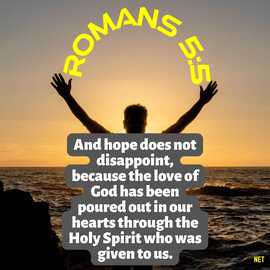 ROMANS 5:5
And hope does not
disappoint,
because the love of
God has been
poured out in our
hearts through the
Holy Spirit who was
given to us.
NET